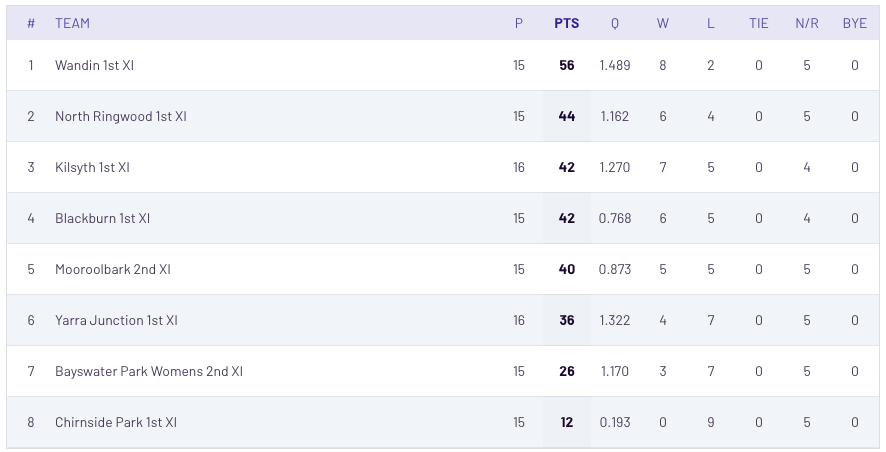 # TEAM P PTS Q W L TIE N/R BYE
1 Wandin 1st XI 15 56 1.489 8 2 0 5 0
2 North Ringwood 1st XI 15 44 1.162 6 4 0 5 0
3 Kilsyth 1st XI 16 42 1.270 7 5 0 4 0
4 Blackburn 1st XI 15 42 0.768 6 5 0 4 0
5 Mooroolbark 2nd XI 15 40 0.873 5 5 0 5 0
6 Yarra Junction 1st XI 16 36 1.322 4 7 0 5 0
7 Bayswater Park Womens 2nd XI 15 26 1.170 3 7 0 5 0
8 Chirnside Park 1st XI 15 12 0.193 0 9 0 5 0